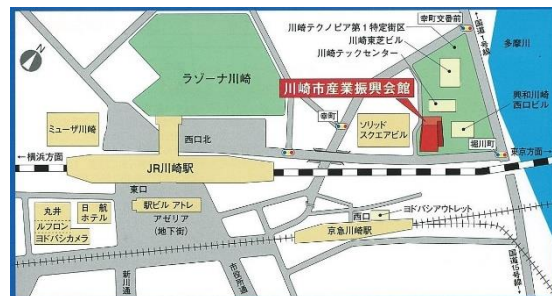 幸町交番前
国道1号線
多摩川
川崎テクノピア第1特定街区
川崎東芝ビル
川崎テックセンター
ラゾーナ川崎
川崎市産業振興会館
興和川崎
西口ビル
ミューザ川崎
西口北
幸町
ソリッド
スクエアビル
堀川町
←横浜方面
東京方面→
JR川崎駅
東口
丸井
ルフロン
ヨドバシカメラ
日航
ホテル
駅ビル アトレ
アゼリア
(地下街)
西口
ヨドバシアウトレット
京急川崎駅
新川通
市役所通
国道15号線